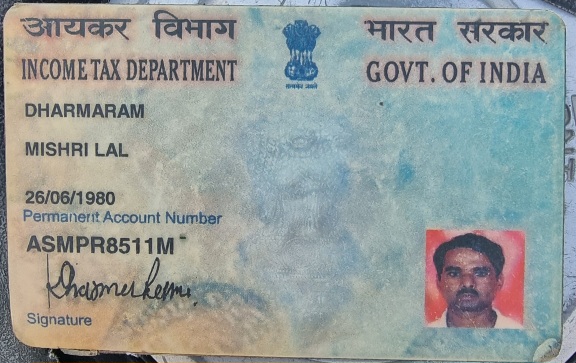 आयकर विभाग
भारत सरकार
INCOME TAX DEPARTMENT
GOVT. OF INDIA
सत्यमेव जयते
DHARMARAM
MISHRI LAL
26/06/1980
Permanent Account Number
ASMPR8511M
Signature